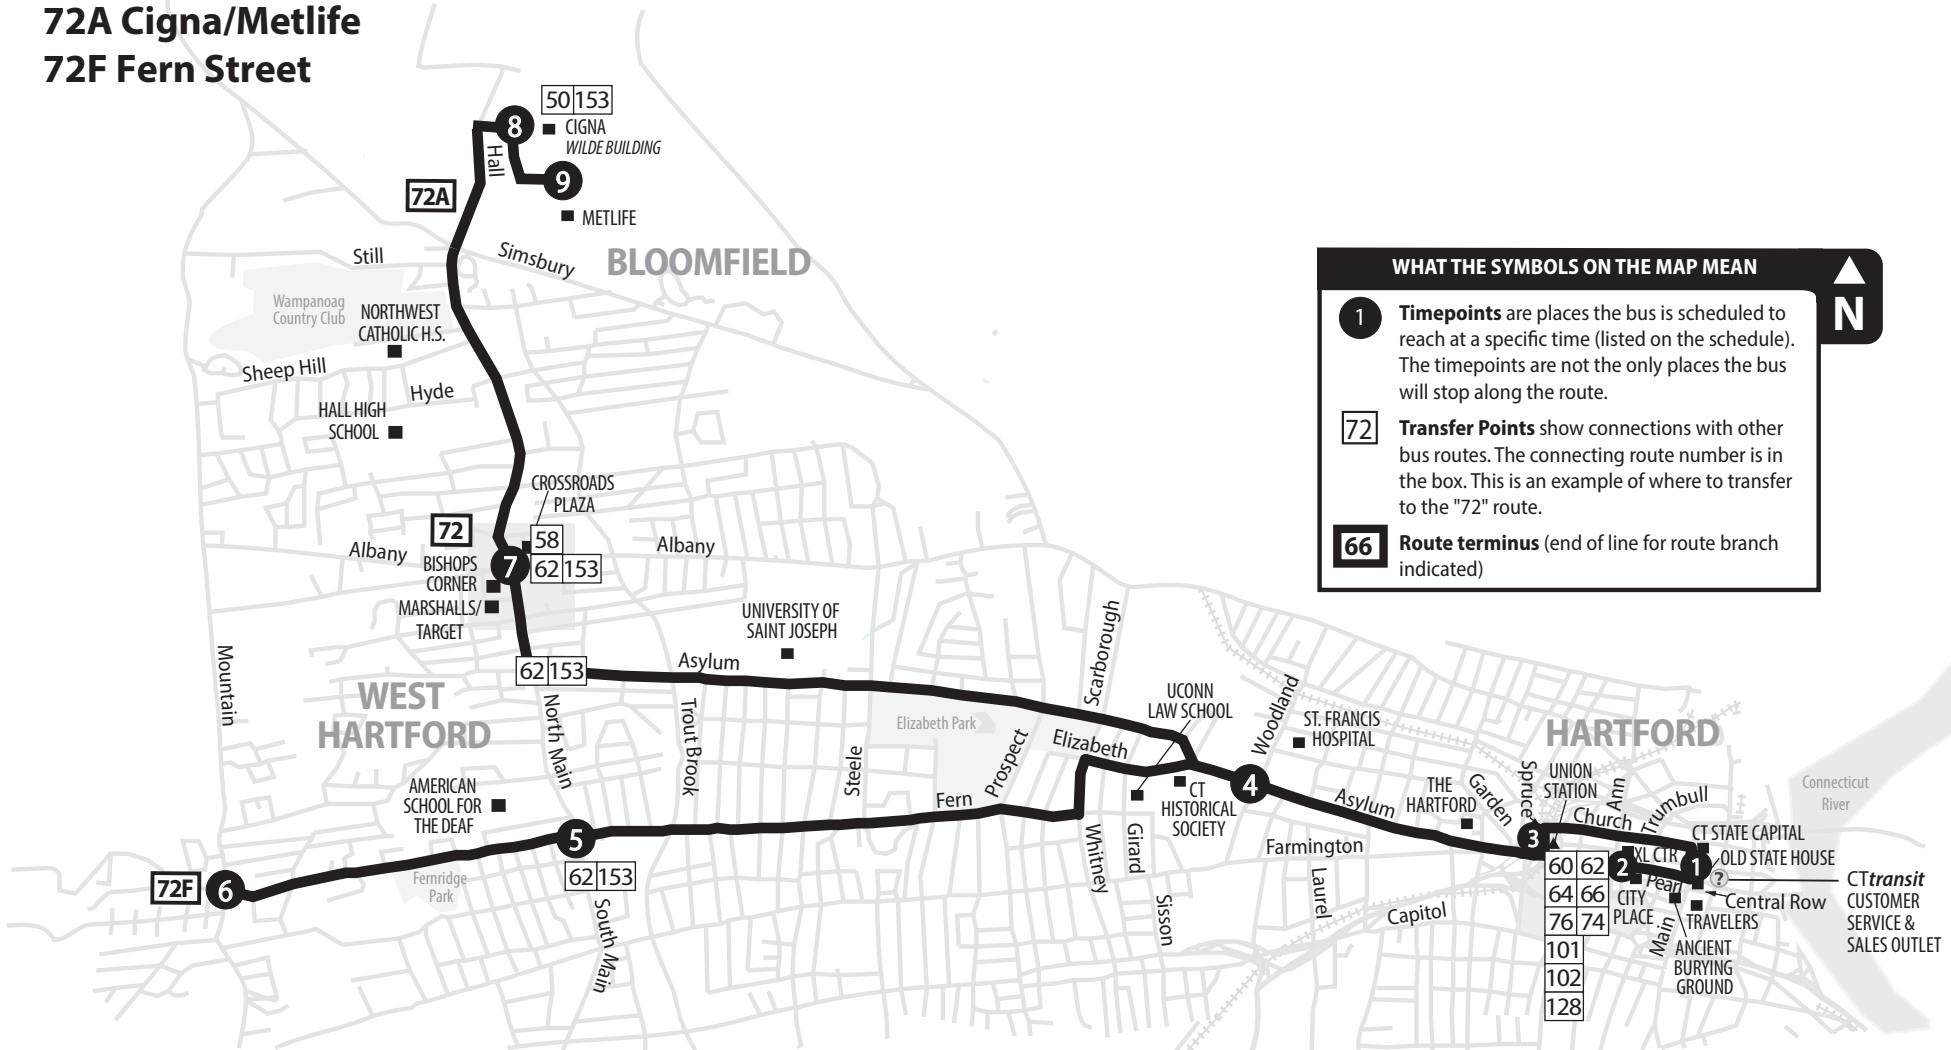 72A Cigna/Metlife
72F Fern Street
50 153
8
CIGNA
WILDE BUILDING
Hall
9
72A
METLIFE
Still
Simsbury
BLOOMFIELD
Wampanoag
Country Club
NORTHWEST
CATHOLIC H.S.
Sheep Hill
Hyde
HALL HIGH
SCHOOL
CROSSROADS
PLAZA
72
58
Albany
Albany
7
62 153
BISHOPS
CORNER
MARSHALLS/
TARGET
UNIVERSITY OF
SAINT JOSEPH
62 153
Asylum
Mountain
WEST
HARTFORD
North Main
Trout Brook
Steele
Elizabeth Park
Prospect
Scarborough
Elizabeth
UCONN
LAW SCHOOL
Woodland
ST. FRANCIS
HOSPITAL
HARTFORD
AMERICAN
SCHOOL FOR
THE DEAF
5
Fern
CT
HISTORICAL
SOCIETY
4
Asylum
THE
HARTFORD
Garden
Spruce
UNION
STATION
Ann
Church
Trumbull
Connecticut
River
72F
6
Fernridge
Park
62 153
South Main
Whitney
Girard
Sisson
Farmington
Laurel
Capitol
3
CT STATE CAPITAL
XL CTR
OLD STATE HOUSE
2
1
?
Pearl
60 62
64 66
76 74
101
102
128
CITY
PLACE
Main
Central Row
TRAVELERS
ANCIENT
BURYING
GROUND
CTtransit
CUSTOMER
SERVICE &
SALES OUTLET
WHAT THE SYMBOLS ON THE MAP MEAN
N
1
Timepoints are places the bus is scheduled to
reach at a specific time (listed on the schedule).
The timepoints are not the only places the bus
will stop along the route.
72
Transfer Points show connections with other
bus routes. The connecting route number is in
the box. This is an example of where to transfer
to the "72" route.
66
Route terminus (end of line for route branch
indicated)